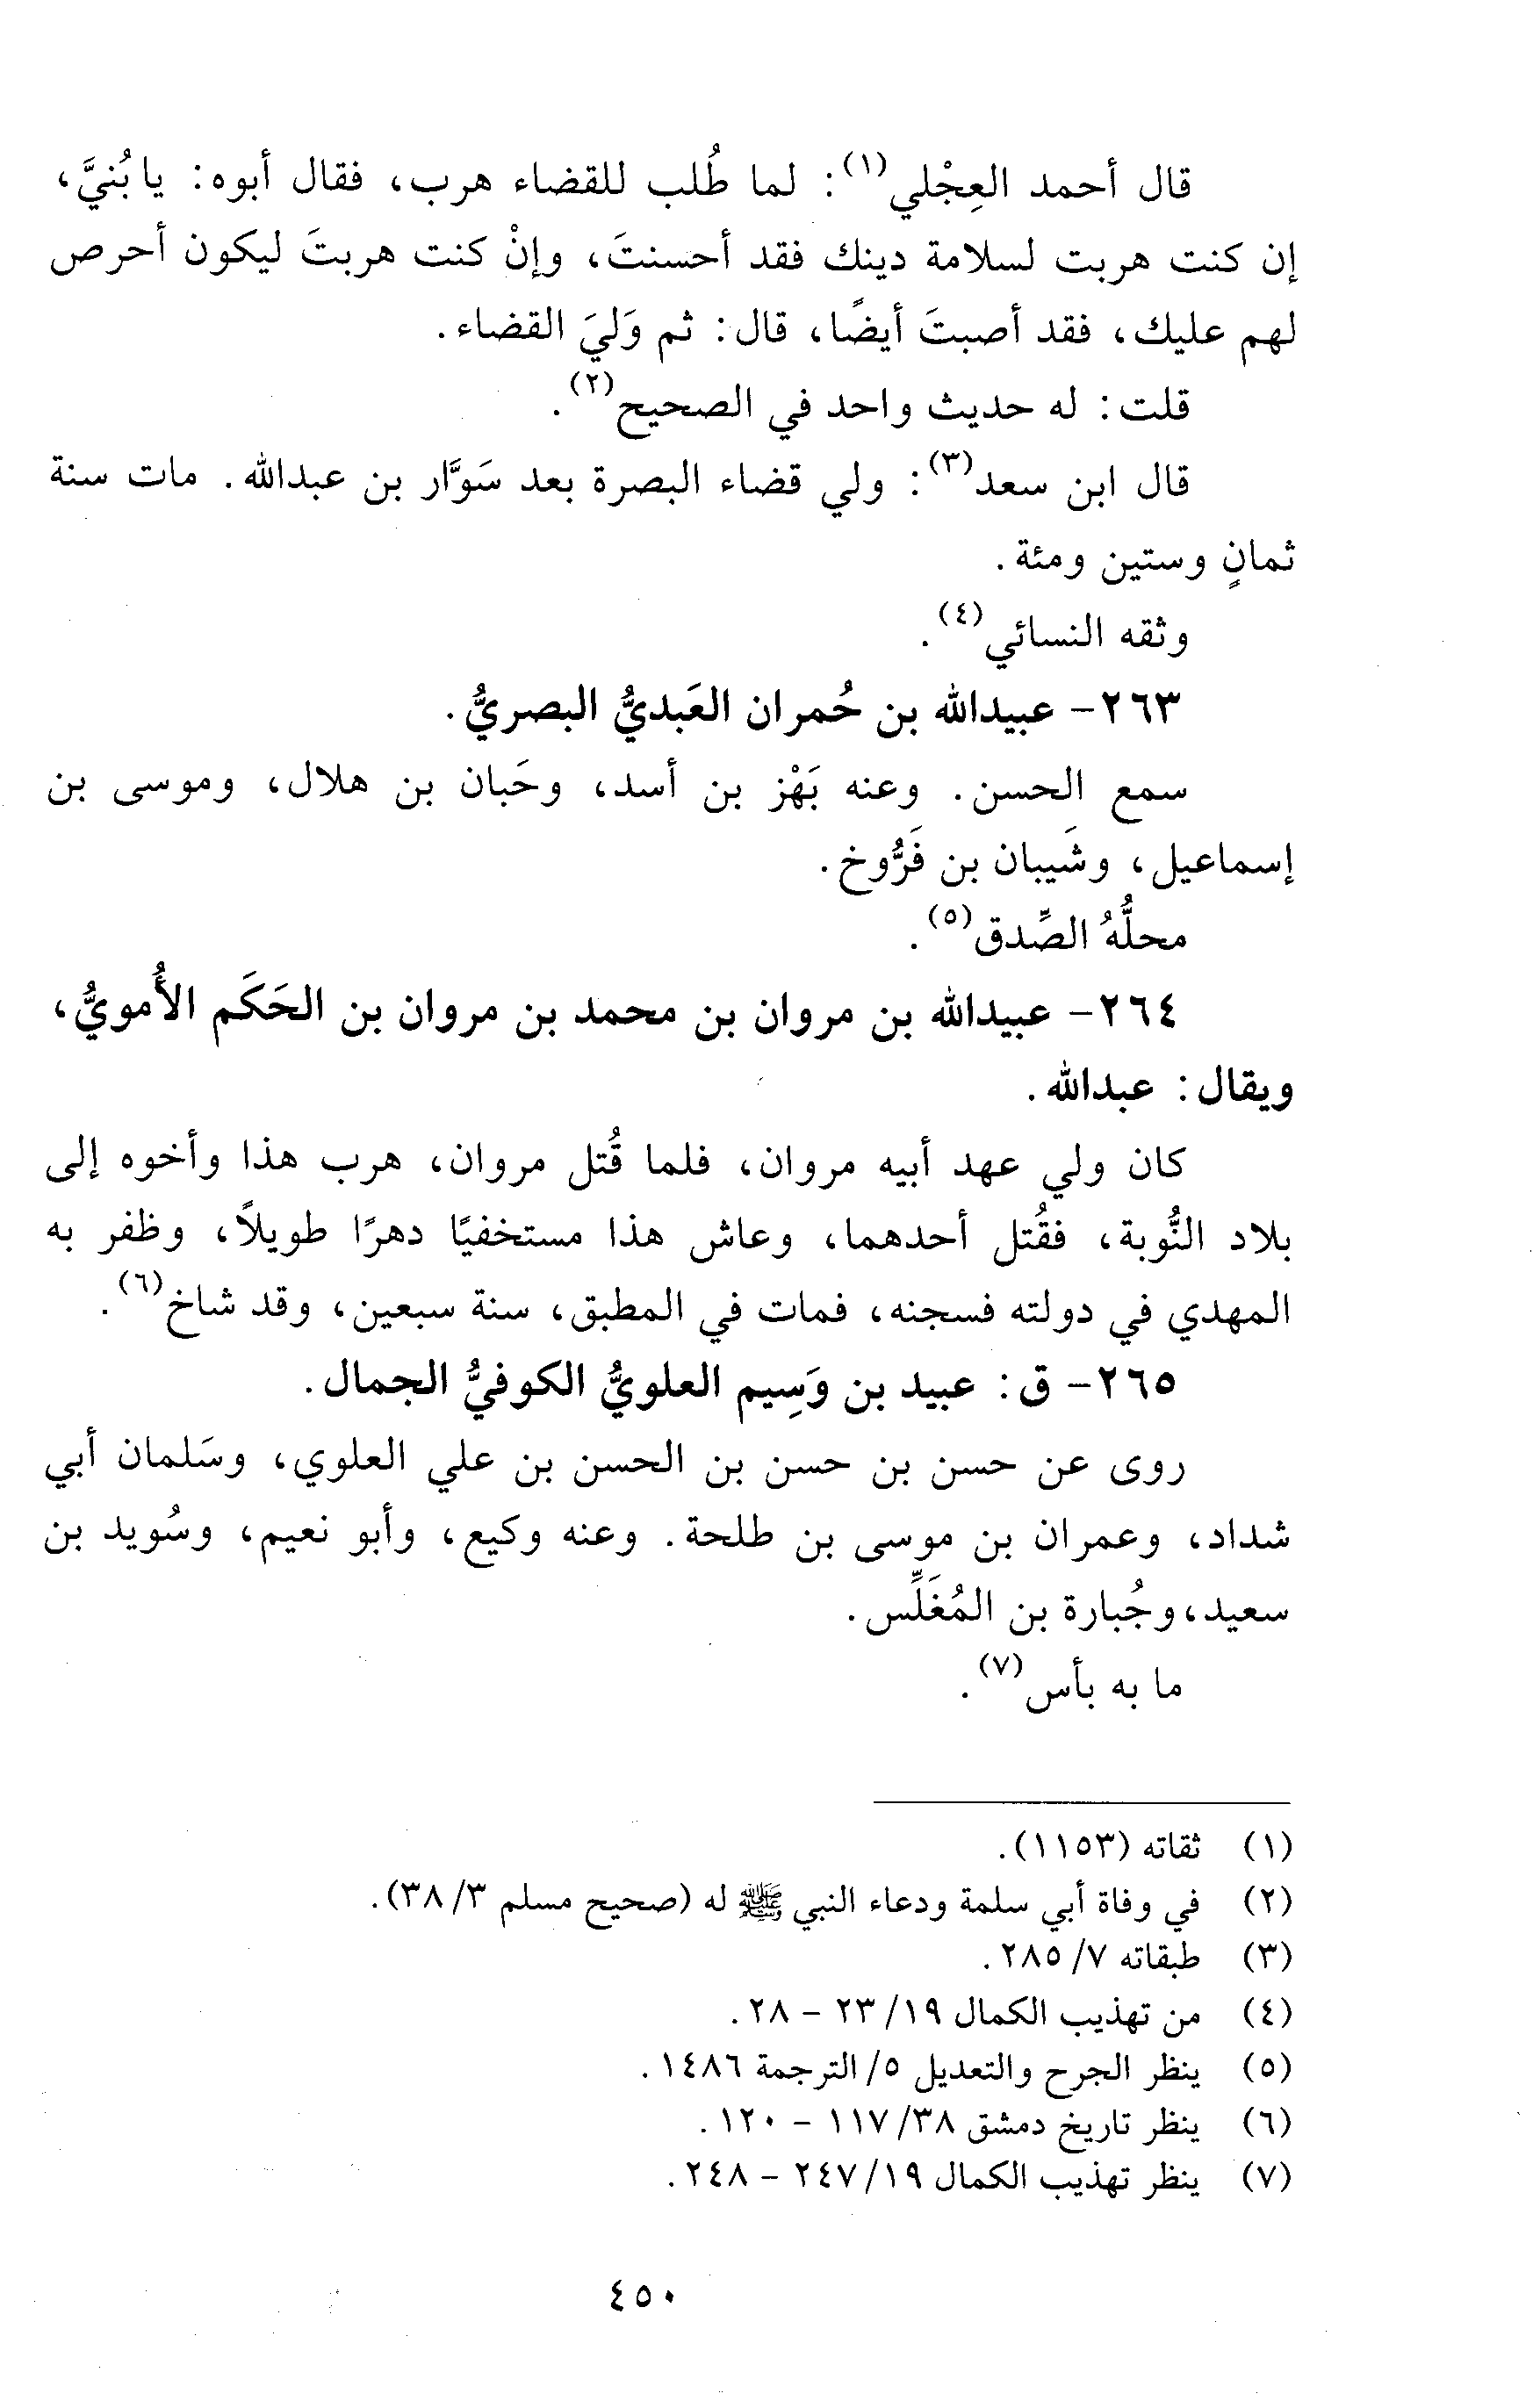 قال أحمد العِجْلي(١): لما طُلب للقضاء هرب، فقال أبوه: يا بُنيَّ،
إن كنت هربت لسلامة دينك فقد أحسنتَ، وإنْ كنت هربتَ ليكون أحرص
لهم عليك، فقد أصبتَ أيضًا، قال: ثم وَليَ القضاء.
قلت: له حديث واحد في الصحيح(٢).
قال ابن سعد(٣): ولي قضاء البصرة بعد سَوَّار بن عبدالله. مات سنة
ثمانٍ وستين ومئة.
وثقه النسائي(٤).
٢٦٣- عبيدالله بن حُمران العَبديُّ البصريُّ.
سمع الحسن. وعنه بَهْز بن أسد، وحَبان بن هلال، وموسى بن
إسماعيل، وشَيبان بن فَرُّوخ.
محلُّهُ الصِّدق(٥).
٢٦٤- عبيدالله بن مروان بن محمد بن مروان بن الحَكَم الأُمويُّ،
ويقال: عبدالله.
كان ولي عهد أبيه مروان، فلما قُتل مروان، هرب هذا وأخوه إلى
بلاد النُّوبة، فقُتل أحدهما، وعاش هذا مستخفيًا دهرًا طويلاً، وظفر به
المهدي في دولته فسجنه، فمات في المطبق، سنة سبعين، وقد شاخ(٦).
٢٦٥- ق: عبيد بن وَسِيم العلويُّ الكوفيُّ الجمال.
روى عن حسن بن حسن بن الحسن بن علي العلوي، وسَلمان أبي
شداد، وعمران بن موسى بن طلحة. وعنه وكيع، وأبو نعيم، وسُويد بن
سعيد، وجُبارة بن المُغَلِّس.
ما به بأس(٧).
(١) ثقاته (١١٥٣).
(٢) في وفاة أبي سلمة ودعاء النبي ﷺ له (صحيح مسلم ٣/ ٣٨).
(٣) طبقاته ٧/ ٢٨٥.
(٤) من تهذيب الكمال ١٩/ ٢٣ - ٢٨.
(٥) ينظر الجرح والتعديل ٥/ الترجمة ١٤٨٦.
(٦) ينظر تاريخ دمشق ٣٨/ ١١٧ - ١٢٠.
(٧) ينظر تهذيب الكمال ١٩/ ٢٤٧ - ٢٤٨.
٤٥٠